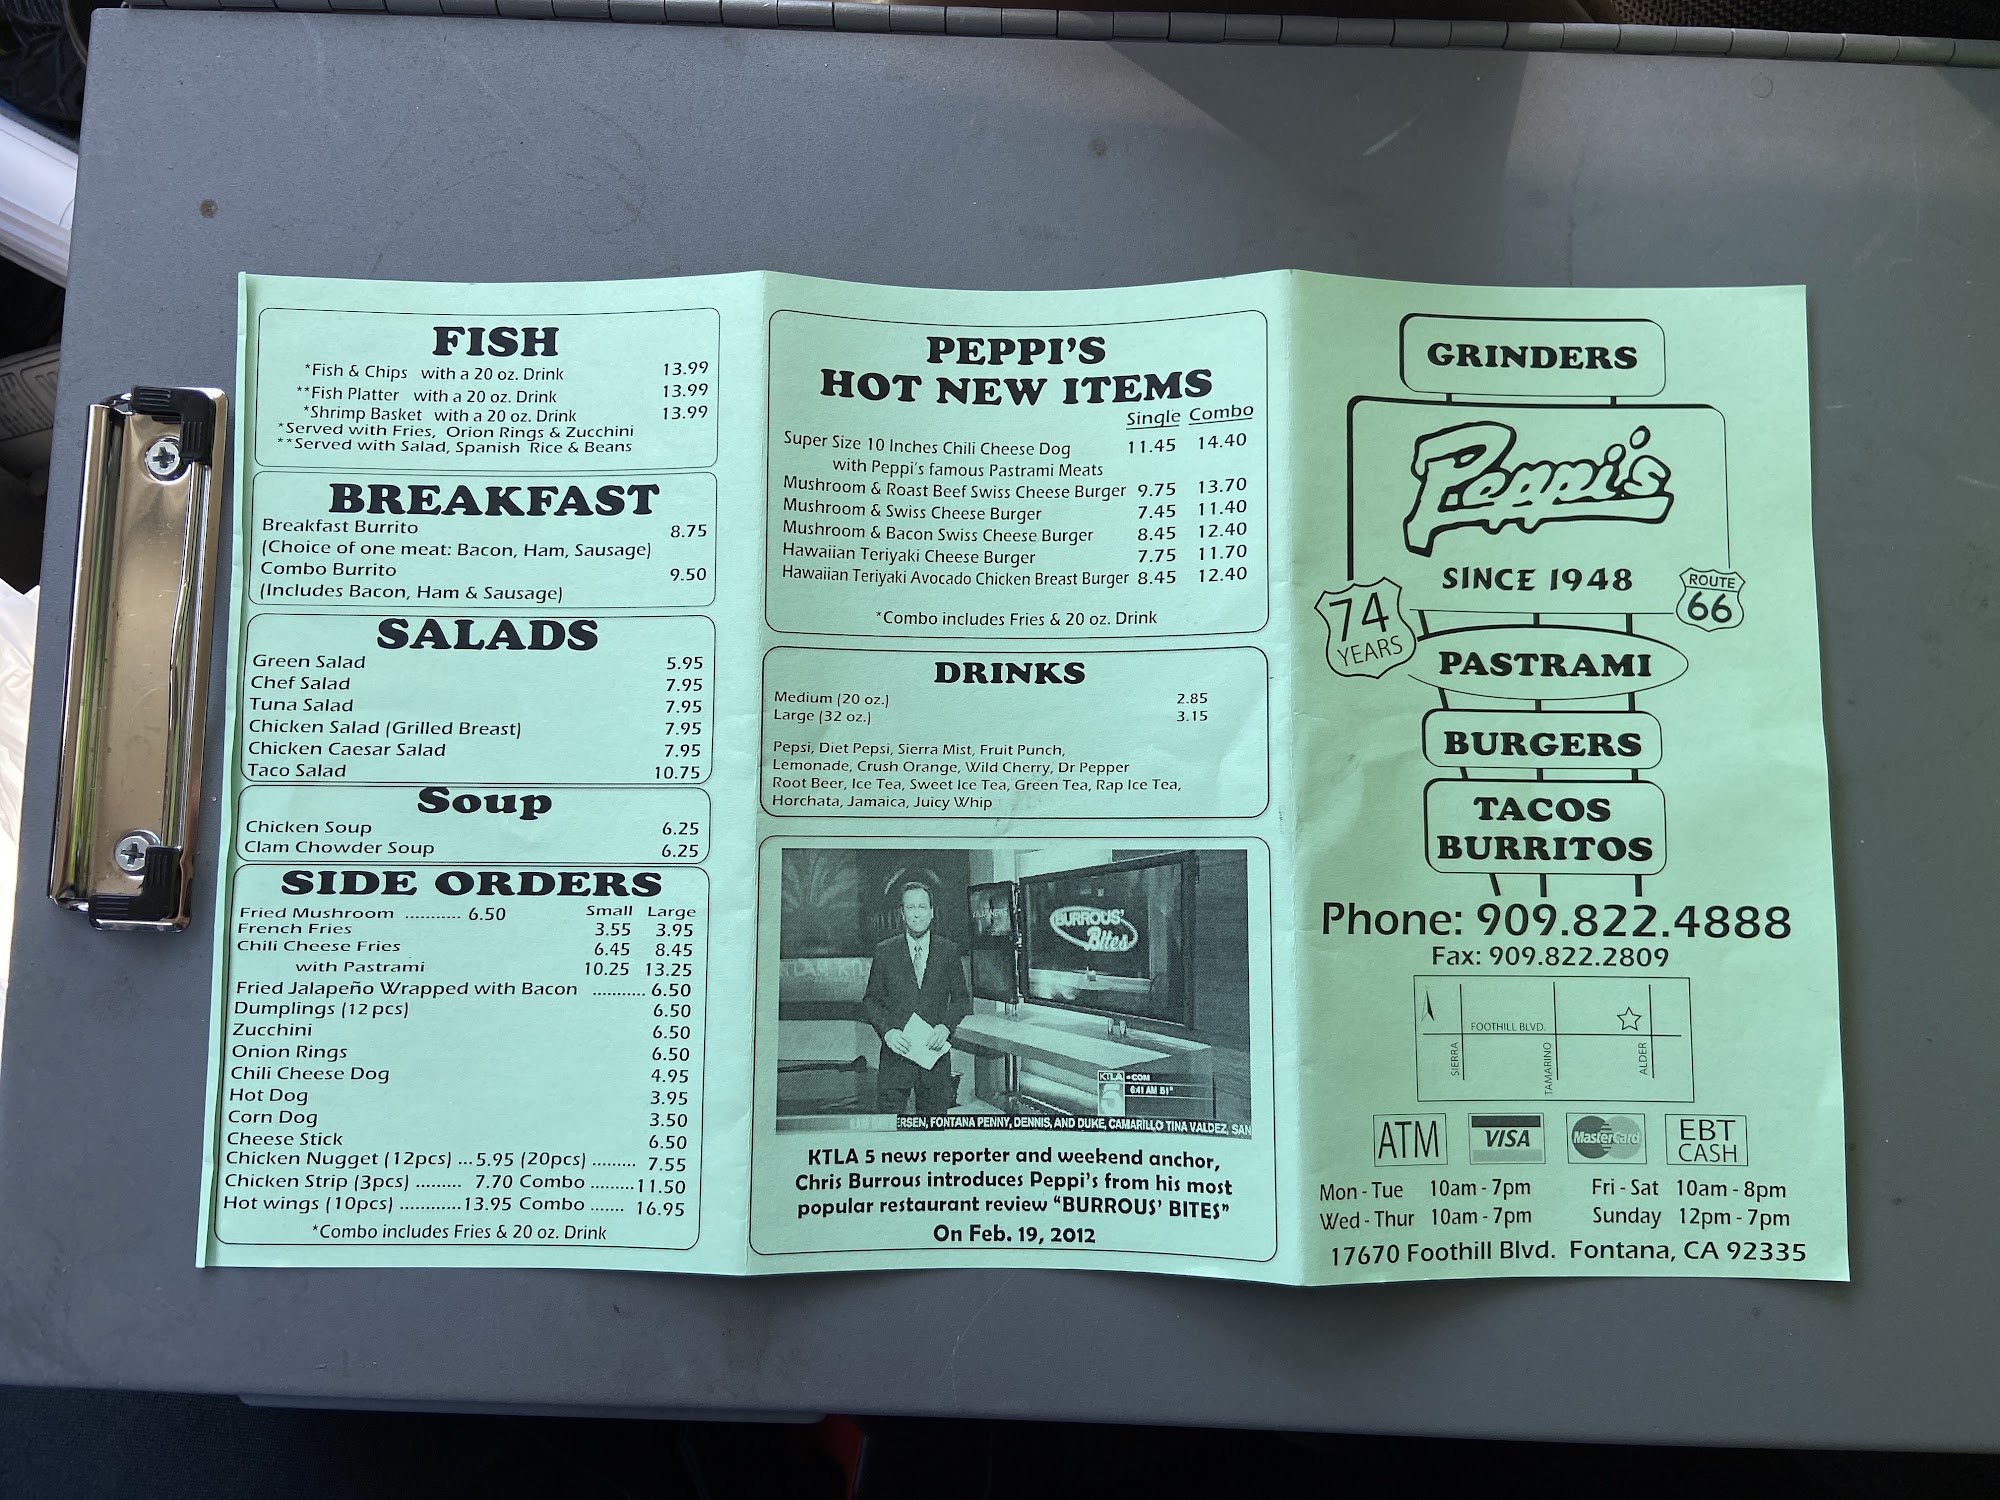 FISH
*Fish & Chips with a 20 oz. Drink 13.99
**Fish Platter with a 20 oz. Drink 13.99
*Shrimp Basket with a 20 oz. Drink 13.99
*Served with Fries, Orion Rings & Zucchini
**Served with Salad, Spanish Rice & Beans
BREAKFAST
Breakfast Burrito 8.75
(Choice of one meat: Bacon, Ham, Sausage)
Combo Burrito 9.50
(Includes Bacon, Ham & Sausage)
SALADS
Green Salad 5.95
Chef Salad 7.95
Tuna Salad 7.95
Chicken Salad (Grilled Breast) 7.95
Chicken Caesar Salad 7.95
Taco Salad 10.75
Soup
Chicken Soup 6.25
Clam Chowder Soup 6.25
SIDE ORDERS
Fried Mushroom ............ 6.50 Small Large
French Fries 3.55 3.95
Chili Cheese Fries 6.45 8.45
with Pastrami 10.25 13.25
Fried Jalapeño Wrapped with Bacon ........... 6.50
Dumplings (12 pcs) 6.50
Zucchini 6.50
Onion Rings 6.50
Chili Cheese Dog 4.95
Hot Dog 3.95
Corn Dog 3.50
Cheese Stick 6.50
Chicken Nugget (12pcs) ...5.95 (20pcs) ......... 7.55
Chicken Strip (3pcs) ......... 7.70 Combo .........11.50
Hot wings (10pcs) ............13.95 Combo ....... 16.95
*Combo includes Fries & 20 oz. Drink
PEPPI'S
HOT NEW ITEMS
Single Combo
Super Size 10 Inches Chili Cheese Dog 11.45 14.40
with Peppi's famous Pastrami Meats
Mushroom & Roast Beef Swiss Cheese Burger 9.75 13.70
Mushroom & Swiss Cheese Burger 7.45 11.40
Mushroom & Bacon Swiss Cheese Burger 8.45 12.40
Hawaiian Teriyaki Cheese Burger 7.75 11.70
Hawaiian Teriyaki Avocado Chicken Breast Burger 8.45 12.40
*Combo includes Fries & 20 oz. Drink
DRINKS
Medium (20 oz.) 2.85
Large (32 oz.) 3.15
Pepsi, Diet Pepsi, Sierra Mist, Fruit Punch,
Lemonade, Crush Orange, Wild Cherry, Dr Pepper
Root Beer, Ice Tea, Sweet Ice Tea, Green Tea, Rap Ice Tea,
Horchata, Jamaica, Juicy Whip
BURROUS'
Bites
KTLA .COM
5 6:41 AM 51°
ERSEN, FONTANA PENNY, DENNIS, AND DUKE, CAMARILLO TINA VALDEZ, SAN
KTLA 5 news reporter and weekend anchor,
Chris Burrous introduces Peppi's from his most
popular restaurant review "BURROUS' BITES"
On Feb. 19, 2012
GRINDERS
Peppi's
SINCE 1948
ROUTE
66
74
YEARS
PASTRAMI
BURGERS
TACOS
BURRITOS
Phone: 909.822.4888
Fax: 909.822.2809
FOOTHILL BLVD.
SIERRA
TAMARINO
ALDER
ATM VISA MasterCard EBT
CASH
Mon - Tue 10am - 7pm Fri - Sat 10am - 8pm
Wed - Thur 10am - 7pm Sunday 12pm - 7pm
17670 Foothill Blvd. Fontana, CA 92335